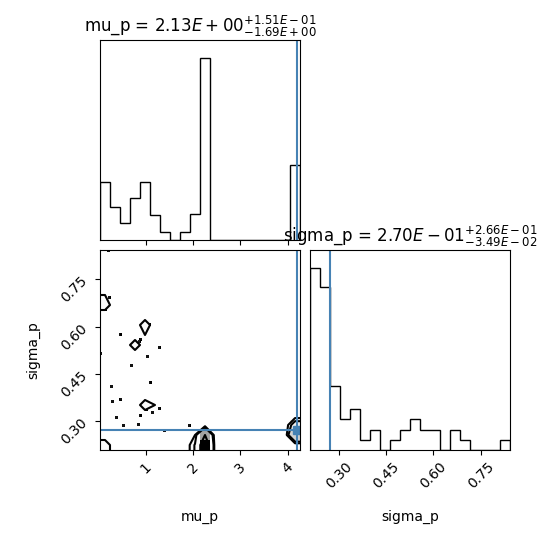 mu_p = 2.13E+00+1.51E−01−1.69E+00
sigma_p = 2.70E−01+2.66E−01−3.49E−02
0.75
0.60
0.45
0.30
sigma_p
1
2
3
4
mu_p
0.30
0.45
0.60
0.75
sigma_p